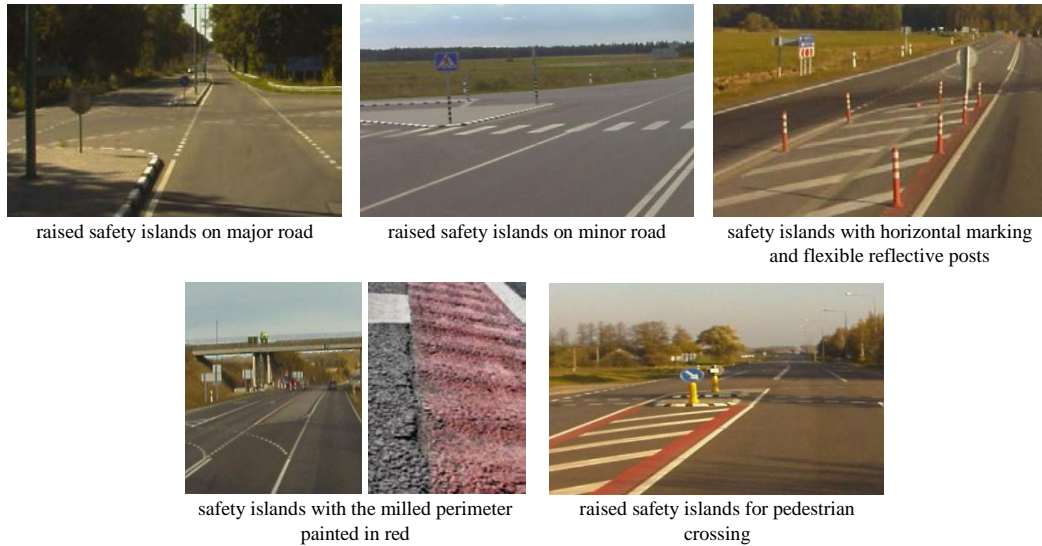 raised safety islands on major road
raised safety islands on minor road
safety islands with horizontal marking
and flexible reflective posts
safety islands with the milled perimeter
painted in red
raised safety islands for pedestrian
crossing